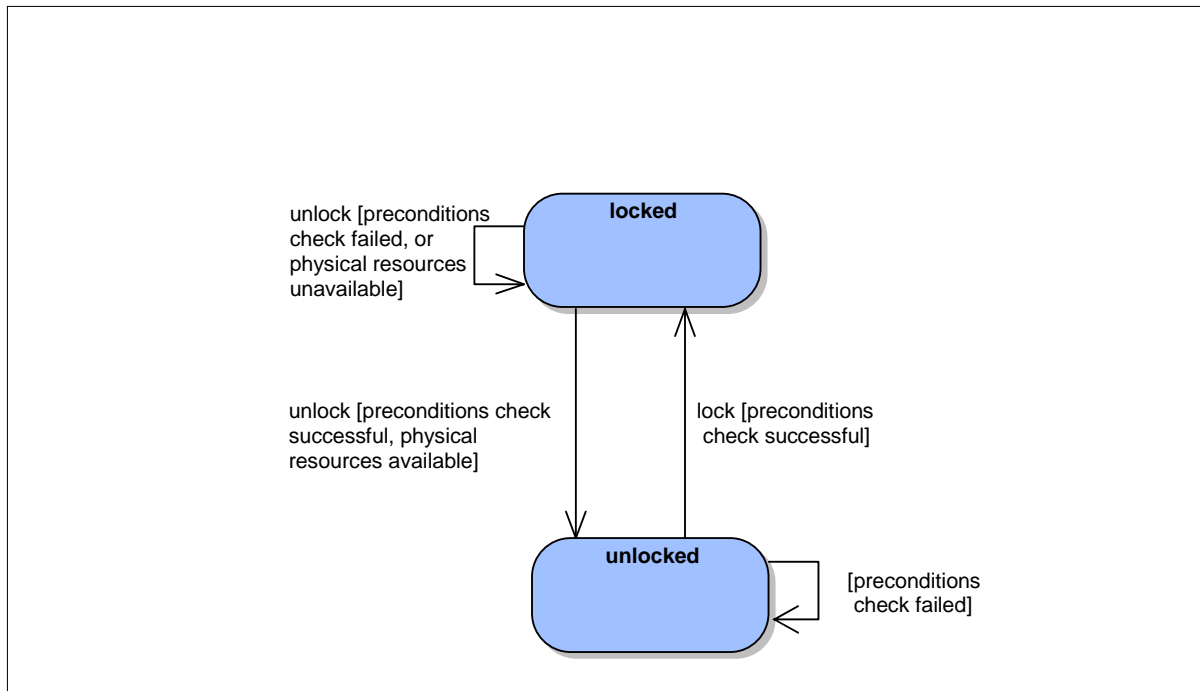 locked
unlock [preconditions
check failed, or
physical resources
unavailable]
unlock [preconditions check
successful, physical
resources available]
lock [preconditions
check successful]
unlocked
[preconditions
check failed]